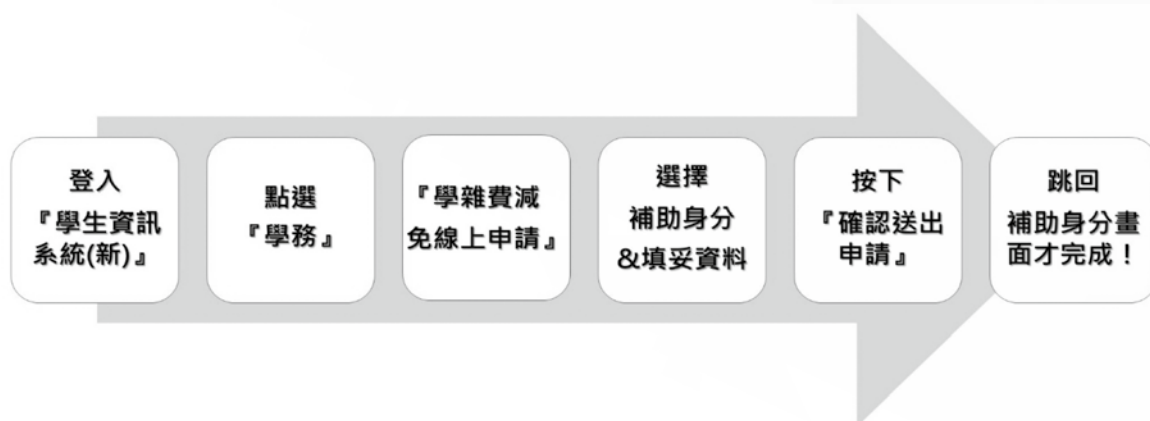 登入
『學生資訊
系統(新)』
點選
『學務』
『學雜費減
免線上申請』
選擇
補助身分
&填妥資料
按下
『確認送出
申請』
跳回
補助身分畫
面才完成！